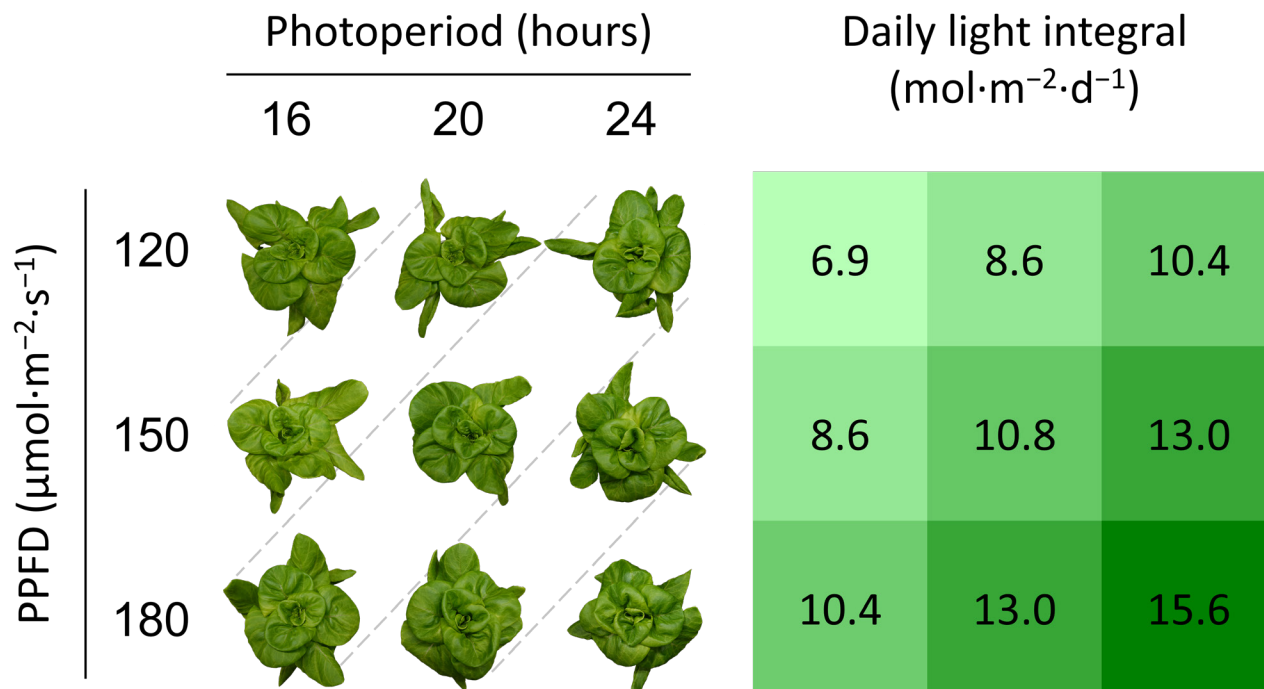 Photoperiod (hours)
16 20 24
Daily light integral
(mol·m⁻²·d⁻¹)
PPFD (µmol·m⁻²·s⁻¹)
120
150
180
6.9 8.6 10.4
8.6 10.8 13.0
10.4 13.0 15.6